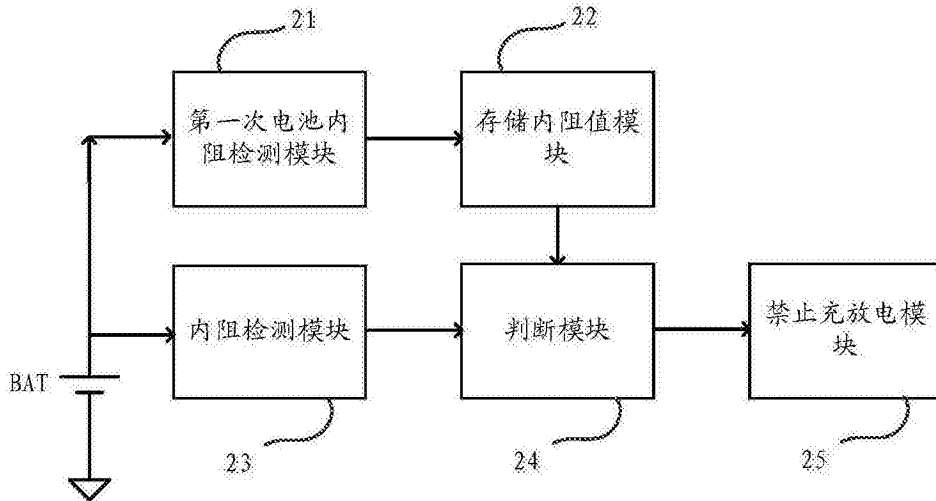 21
22
第一次电池内
阻检测模块
存储内阻值模
块
内阻检测模块
判断模块
禁止充放电模
块
BAT
23
24
25